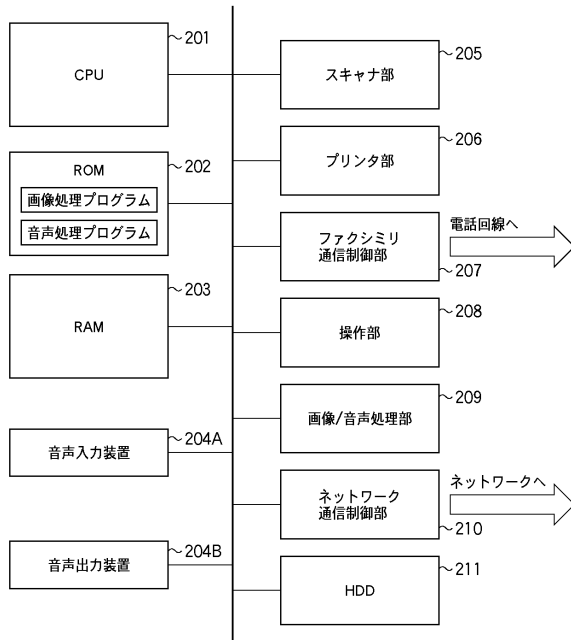 201
CPU
202
ROM
画像処理プログラム
音声処理プログラム
203
RAM
204A
音声入力装置
204B
音声出力装置
205
スキャナ部
206
プリンタ部
ファクシミリ
通信制御部
207
電話回線へ
208
操作部
209
画像/音声処理部
ネットワーク
通信制御部
210
ネットワークへ
211
HDD